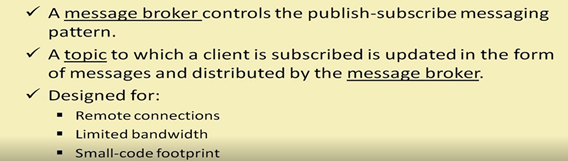 ✓ A message broker controls the publish-subscribe messaging
pattern.
✓ A topic to which a client is subscribed is updated in the form
of messages and distributed by the message broker.
✓ Designed for:
▪ Remote connections
▪ Limited bandwidth
▪ Small-code footprint